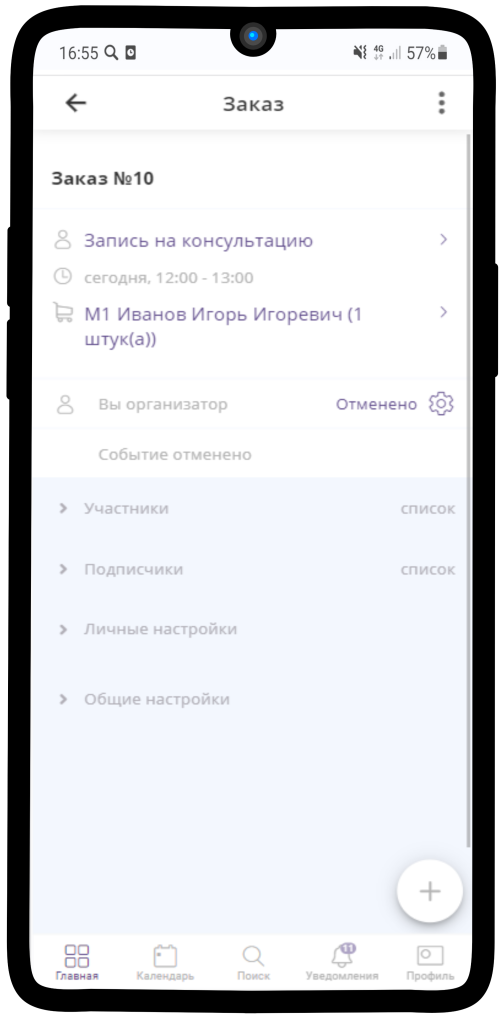 16:55 4G 57%
Заказ
Заказ №10
Запись на консультацию
сегодня, 12:00 - 13:00
М1 Иванов Игорь Игоревич (1
штук(а))
Вы организатор Отменено
Событие отменено
Участники список
Подписчики список
Личные настройки
Общие настройки
+
11
Главная Календарь Поиск Уведомления Профиль